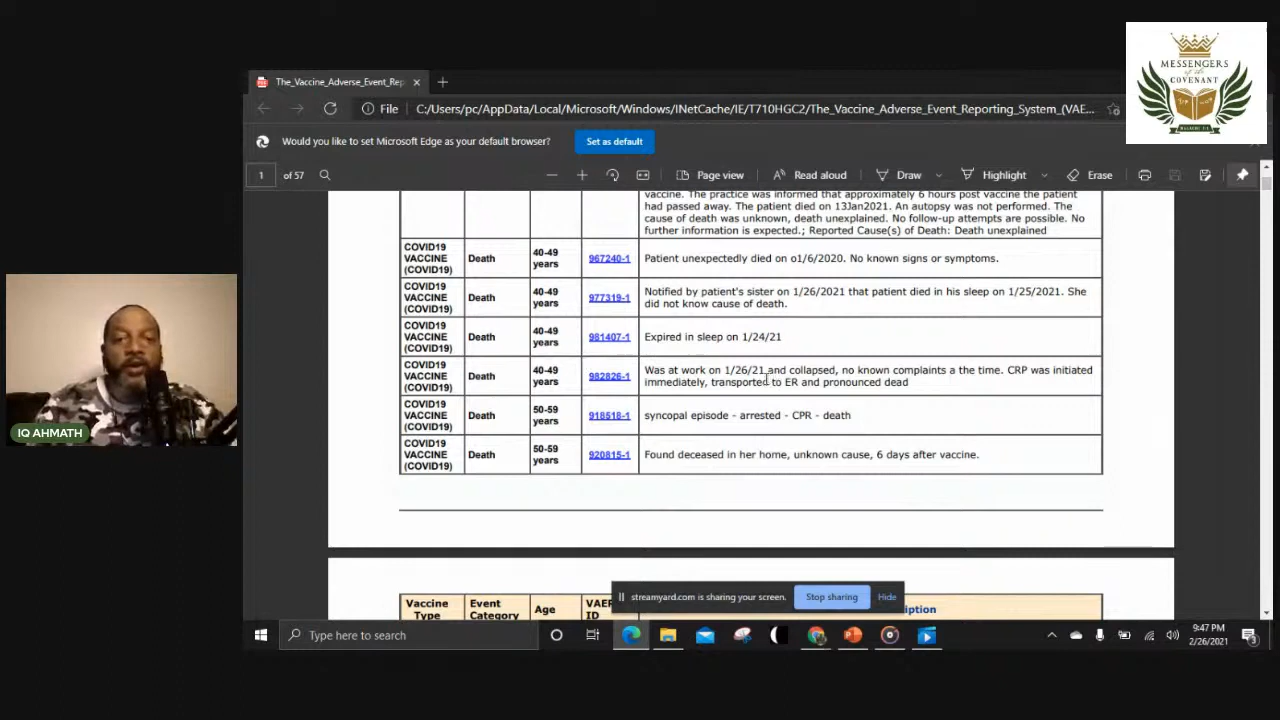 MESSENGERS
of the
COVENANT
The_Vaccine_Adverse_Event_Rep
File
C:/Users/pc/AppData/Local/Microsoft/Windows/INetCache/IE/T710HGC2/The_Vaccine_Adverse_Event_Reporting_System_(VAE...
Would you like to set Microsoft Edge as your default browser?
Set as default
1 of 57
Page view
Read aloud
Draw
Highlight
Erase
vaccine. The practice was informed that approximately 6 hours post vaccine the patient
had passed away. The patient died on 13Jan2021. An autopsy was not performed. The
cause of death was unknown, death unexplained. No follow-up attempts are possible. No
further information is expected.; Reported Cause(s) of Death: Death unexplained
COVID19
VACCINE
(COVID19)
Death
40-49
years
967240-1
Patient unexpectedly died on o1/6/2020. No known signs or symptoms.
COVID19
VACCINE
(COVID19)
Death
40-49
years
977319-1
Notified by patient's sister on 1/26/2021 that patient died in his sleep on 1/25/2021. She
did not know cause of death.
COVID19
VACCINE
(COVID19)
Death
40-49
years
981407-1
Expired in sleep on 1/24/21
COVID19
VACCINE
(COVID19)
Death
40-49
years
982826-1
Was at work on 1/26/21 and collapsed, no known complaints a the time. CRP was initiated
immediately, transported to ER and pronounced dead
COVID19
VACCINE
(COVID19)
Death
50-59
years
918518-1
syncopal episode - arrested - CPR - death
COVID19
VACCINE
(COVID19)
Death
50-59
years
920815-1
Found deceased in her home, unknown cause, 6 days after vaccine.
IQ AHMATH
Vaccine
Type
Event
Category
Age
VAER
ID
ription
streamyard.com is sharing your screen.
Stop sharing
Hide
Type here to search
9:47 PM
2/26/2021
3